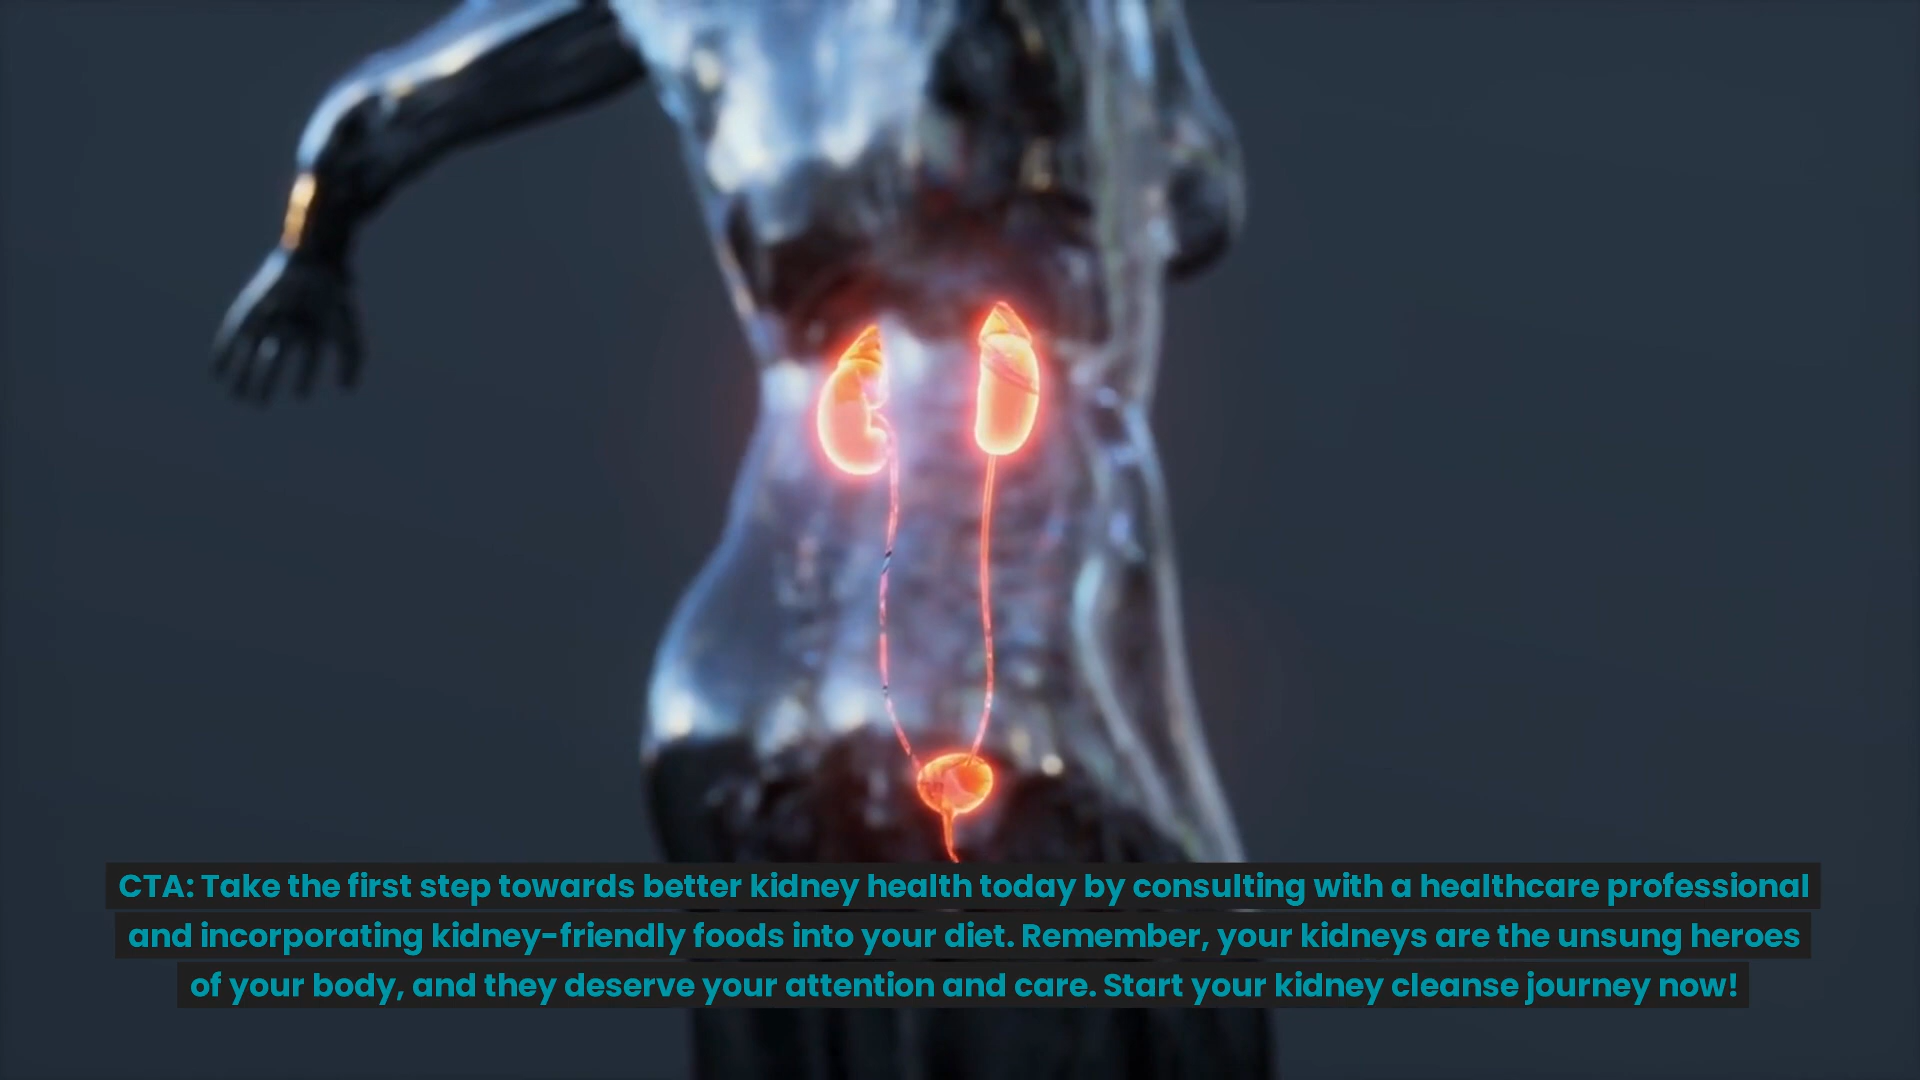 CTA: Take the first step towards better kidney health today by consulting with a healthcare professional
and incorporating kidney-friendly foods into your diet. Remember, your kidneys are the unsung heroes
of your body, and they deserve your attention and care. Start your kidney cleanse journey now!